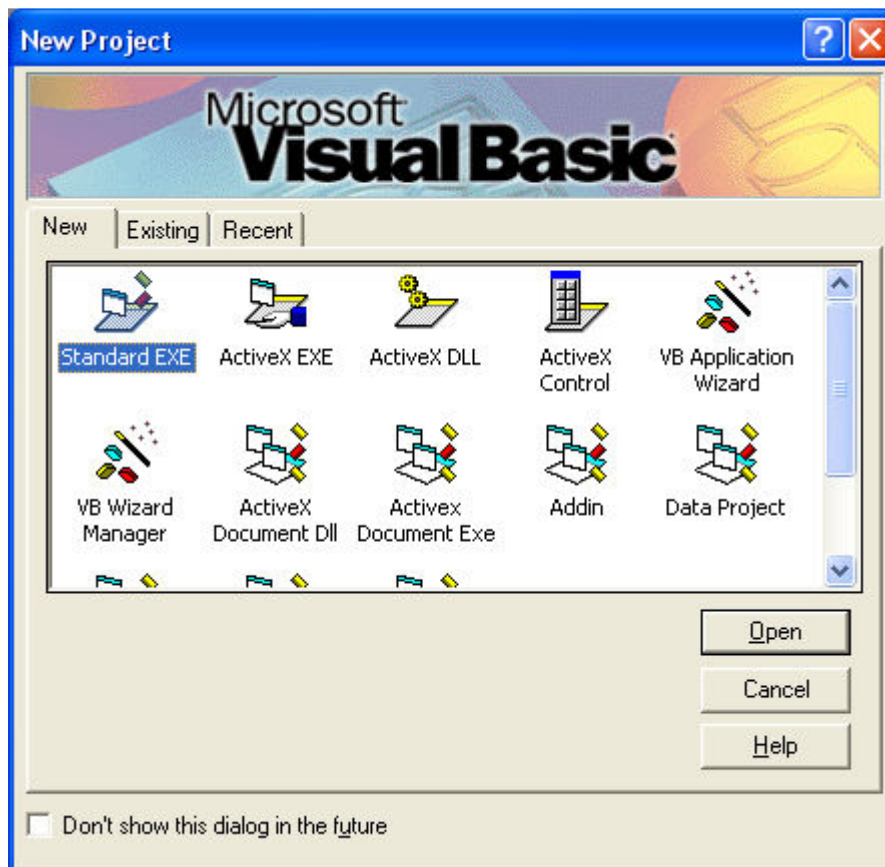 New Project
Microsoft
Visual Basic
New Existing Recent
Standard EXE ActiveX EXE ActiveX DLL ActiveX Control VB Application Wizard
VB Wizard Manager ActiveX Document Dll Activex Document Exe Addin Data Project
Open
Cancel
Help
Don't show this dialog in the future